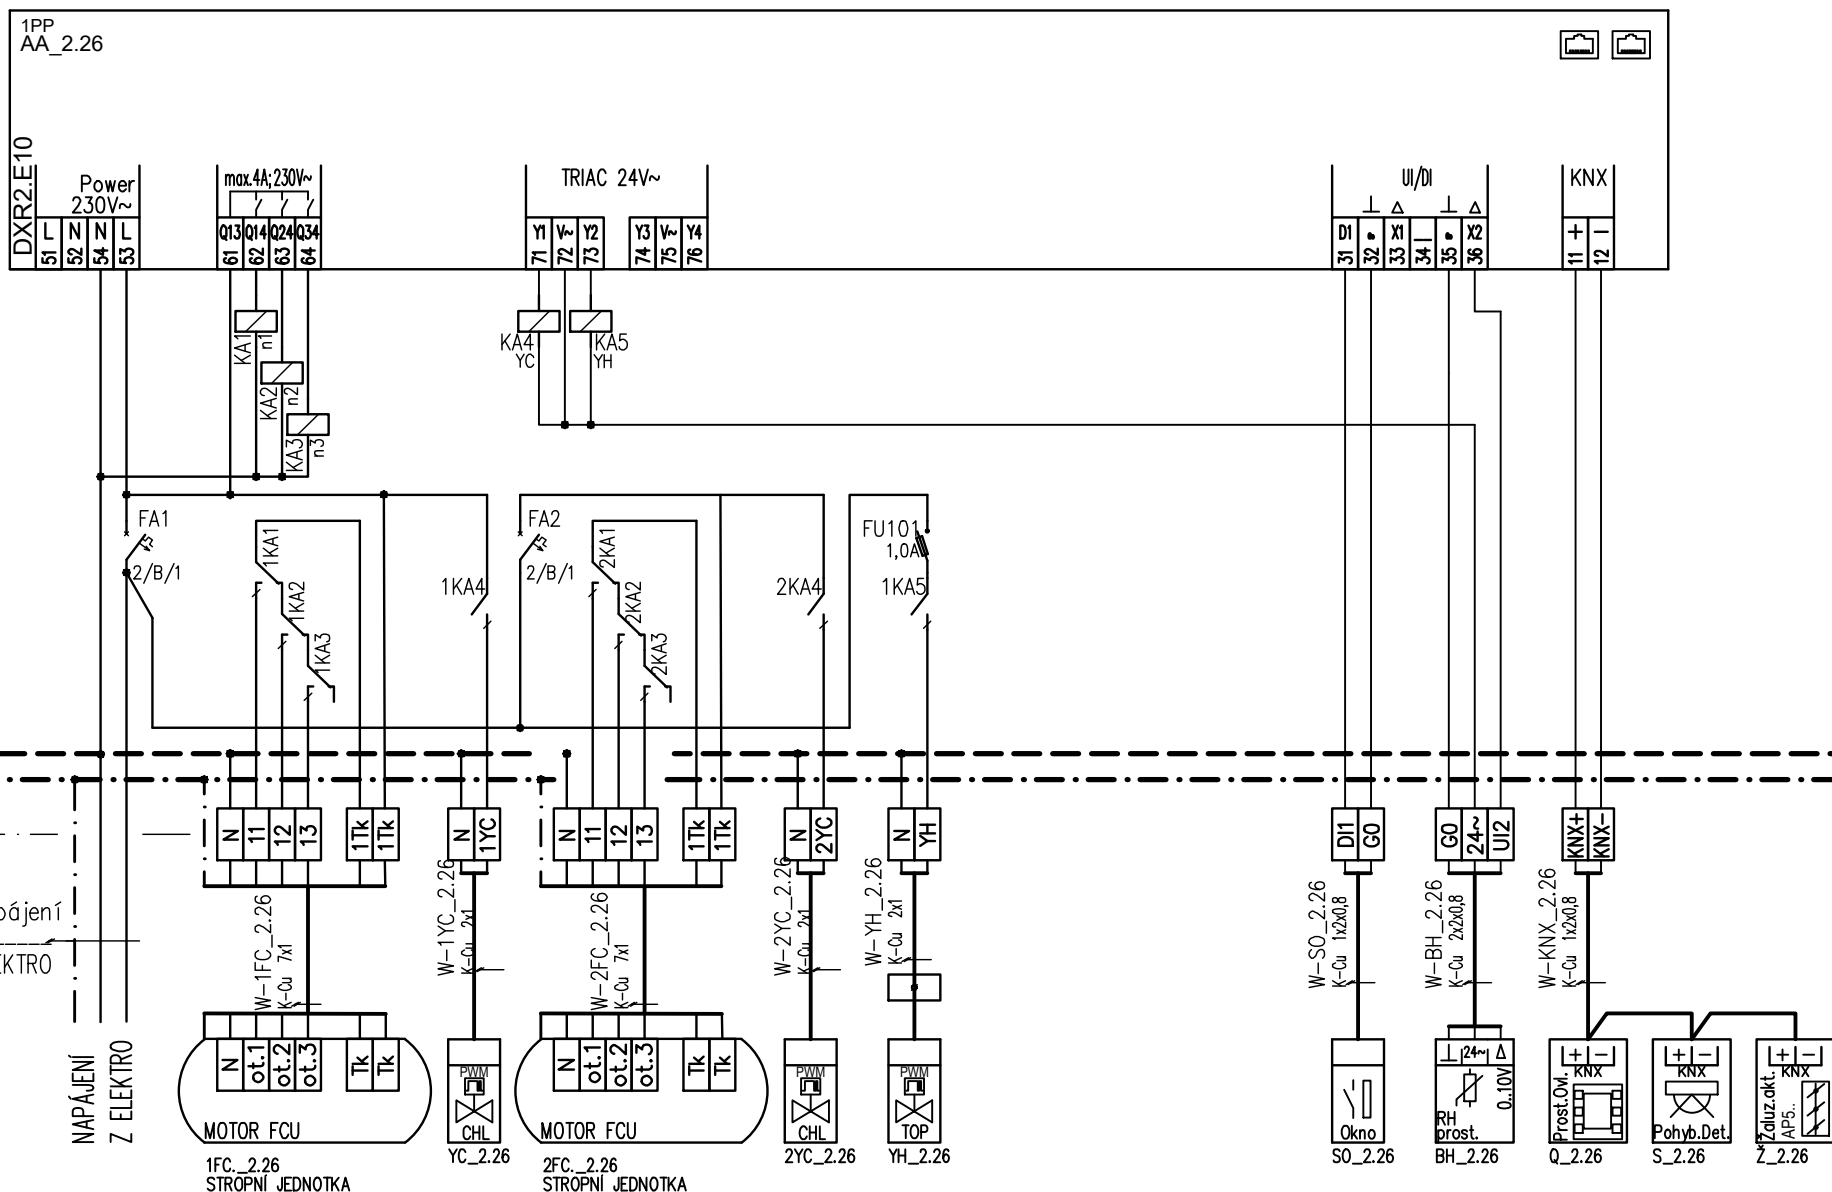 1PP
AA_2.26
DXR2.E10
Power
230V~
L N N L
51 52 54 53
max.4A;230V~
Q13 Q14 Q24 Q34
61 62 63 64
TRIAC 24V~
Y1 V~ Y2 Y3 V~ Y4
71 72 73 74 75 76
UI/DI
⊥ Δ ⊥ Δ
D1 X1 X2
31 32 33 34 35 36
KNX
+ −
11 12
KA1
n1
KA2
n2
KA3
n3
KA4
YC
KA5
YH
FA1
2/B/1
1KA1
1KA2
1KA3
1KA4
FA2
2/B/1
2KA1
2KA2
2KA3
2KA4
FU101
1,0A
1KA5
N 11 12 13 1Tk 1Tk
N 1YC
N 11 12 13 1Tk 1Tk
N 2YC
N YH
DI1 G0
G0 24~ UI2
KNX+ KNX-
pájení
EKTRO
NAPÁJENÍ
Z ELEKTRO
W-1FC_2.26
K-Cu 7x1
W-1YC_2.26
K-Cu 2x1
W-2FC_2.26
K-Cu 7x1
W-2YC_2.26
K-Cu 2x1
W-YH_2.26
K-Cu 2x1
W-SO_2.26
K-Cu 1x2x0,8
W-BH_2.26
K-Cu 2x2x0,8
W-KNX_2.26
K-Cu 1x2x0,8
N ot.1 ot.2 ot.3 Tk Tk
MOTOR FCU
1FC._2.26
STROPNÍ JEDNOTKA
PWM
CHL
YC_2.26
N ot.1 ot.2 ot.3 Tk Tk
MOTOR FCU
2FC._2.26
STROPNÍ JEDNOTKA
PWM
CHL
2YC_2.26
PWM
TOP
YH_2.26
Okno
SO_2.26
⊥ 24~ Δ
0..10V
RH
prost.
BH_2.26
+ −
KNX
Prost.Ovl.
Q_2.26
+ −
KNX
Pohyb.Det.
S_2.26
+ −
KNX
Žaluz.akt.
AP5..
Ž_2.26